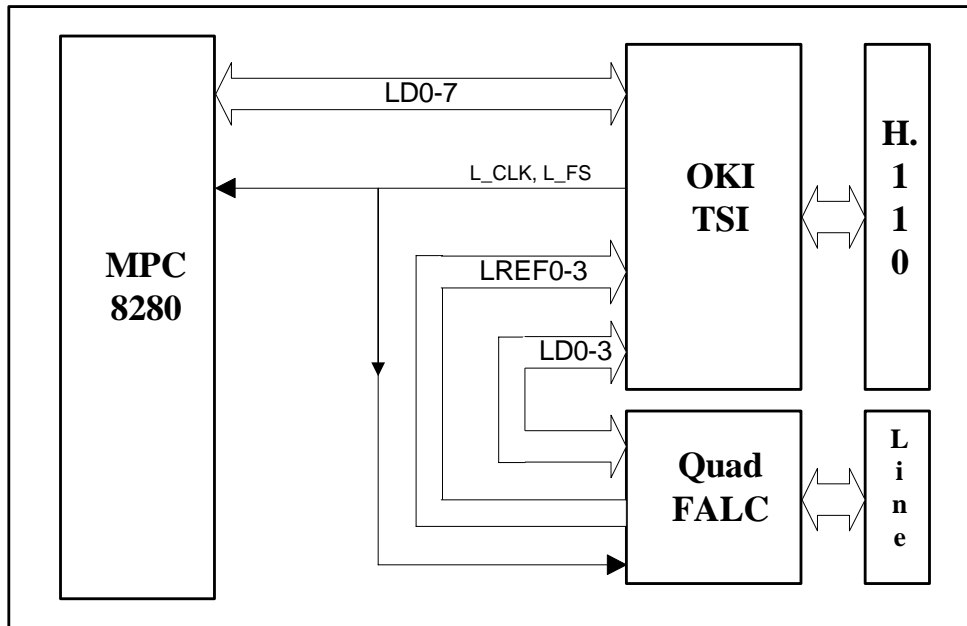 LD0-7
L_CLK, L_FS
MPC
8280
OKI
TSI
H.
1
1
0
LREF0-3
LD0-3
Quad
FALC
L
i
n
e